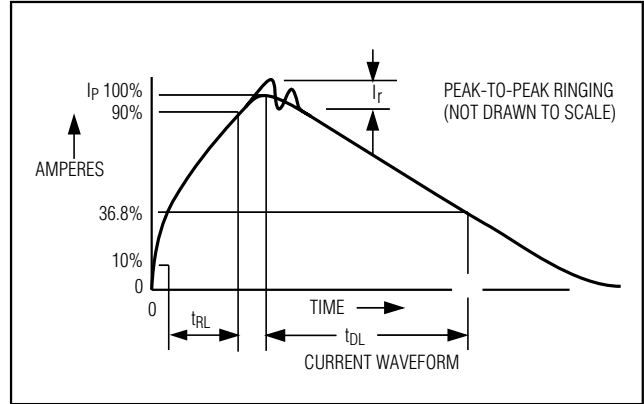 IP 100%
90%
AMPERES
36.8%
10%
0
0
tRL
TIME
tDL
CURRENT WAVEFORM
Ir
PEAK-TO-PEAK RINGING
(NOT DRAWN TO SCALE)